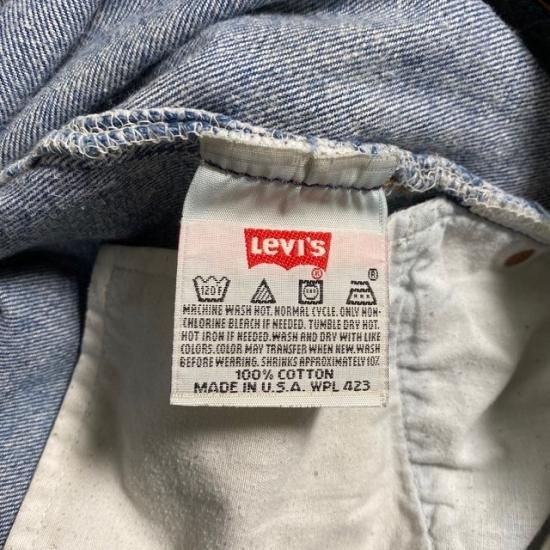 LEVI'S
®
120F ®
MACHINE WASH HOT. NORMAL CYCLE. ONLY NON-
CHLORINE BLEACH IF NEEDED. TUMBLE DRY HOT.
HOT IRON IF NEEDED. WASH AND DRY WITH LIKE
COLORS. COLOR MAY TRANSFER WHEN NEW. WASH
BEFORE WEARING. SHRINKS APPROXIMATELY 10%.
100% COTTON
MADE IN U.S.A. WPL 423